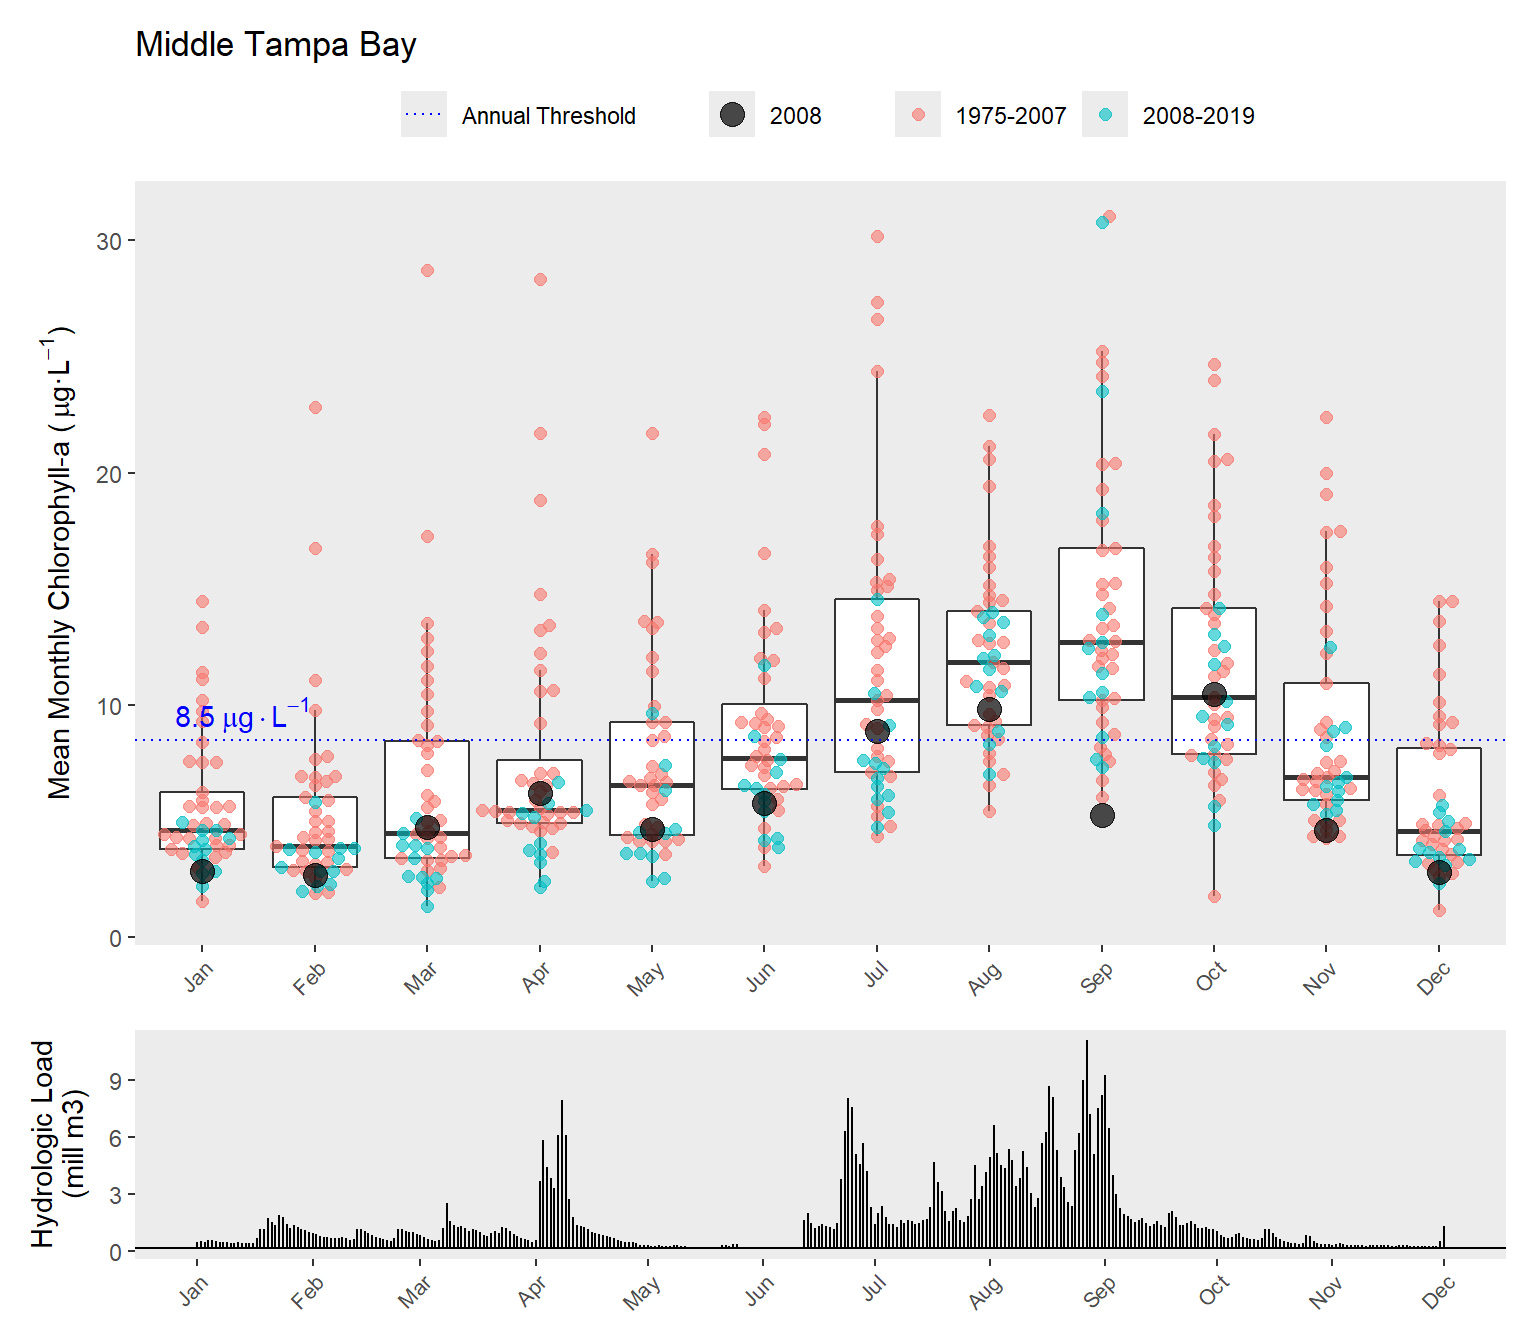 Middle Tampa Bay
Annual Threshold 2008 1975-2007 2008-2019
Mean Monthly Chlorophyll-a ( μg·L⁻¹)
30
20
10
0
8.5 μg·L⁻¹
Jan Feb Mar Apr May Jun Jul Aug Sep Oct Nov Dec
Hydrologic Load
(mill m3)
9
6
3
0
Jan Feb Mar Apr May Jun Jul Aug Sep Oct Nov Dec